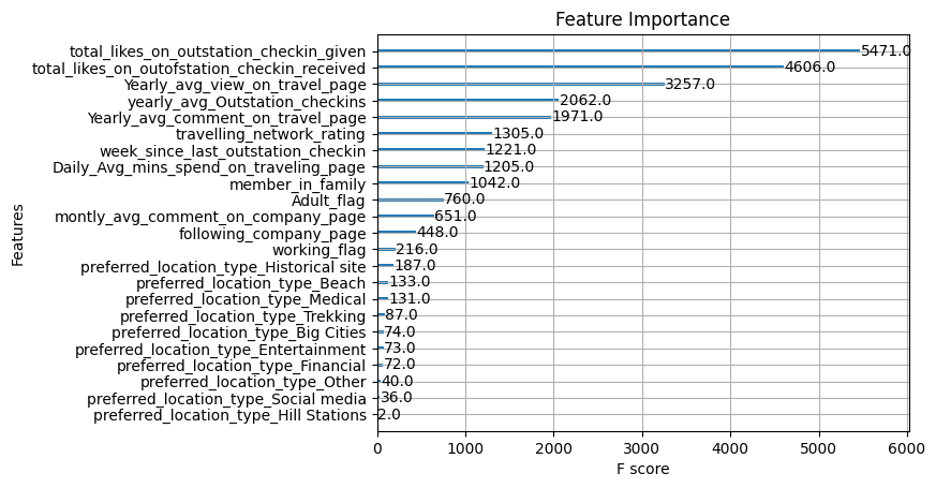 Feature Importance
total_likes_on_outstation_checkin_given 5471.0
total_likes_on_outofstation_checkin_received 4606.0
Yearly_avg_view_on_travel_page 3257.0
yearly_avg_Outstation_checkins 2062.0
Yearly_avg_comment_on_travel_page 1971.0
travelling_network_rating 1305.0
week_since_last_outstation_checkin 1221.0
Daily_Avg_mins_spend_on_traveling_page 1205.0
member_in_family 1042.0
Adult_flag 760.0
montly_avg_comment_on_company_page 651.0
following_company_page 448.0
working_flag 216.0
preferred_location_type_Historical site 187.0
preferred_location_type_Beach 133.0
preferred_location_type_Medical 131.0
preferred_location_type_Trekking 87.0
preferred_location_type_Big Cities 74.0
preferred_location_type_Entertainment 73.0
preferred_location_type_Financial 72.0
preferred_location_type_Other 40.0
preferred_location_type_Social media 36.0
preferred_location_type_Hill Stations 2.0
Features
0 1000 2000 3000 4000 5000 6000
F score